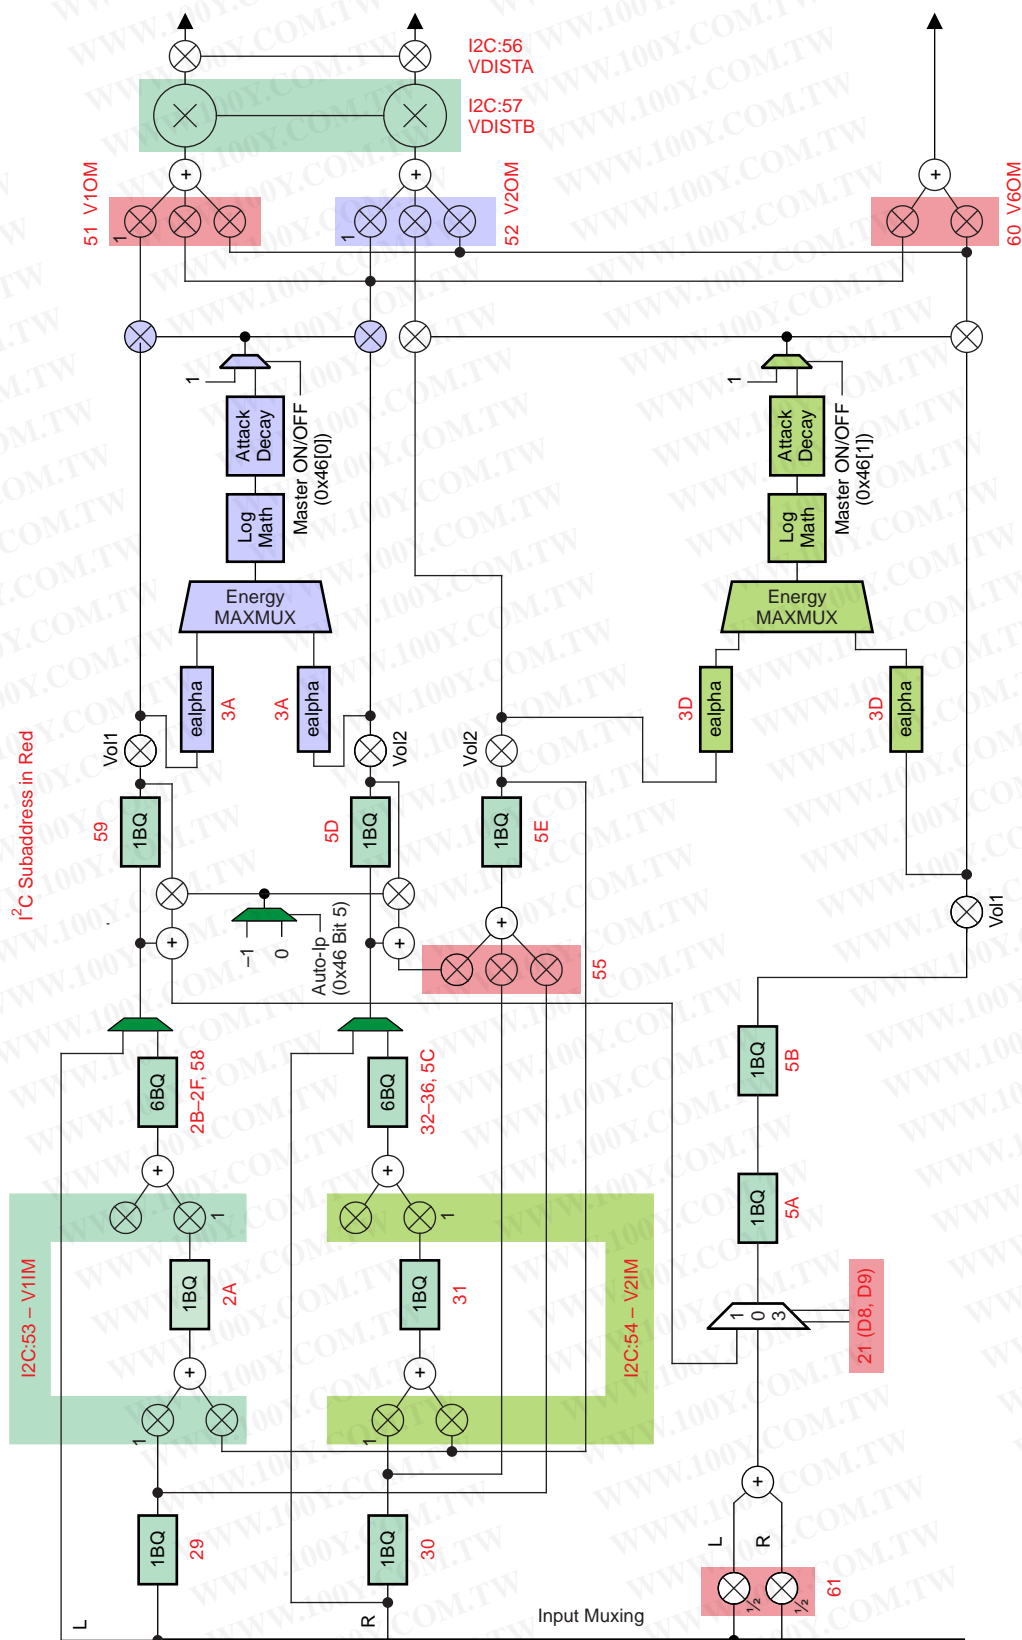 I2C:56
VDISTA
I2C:57
VDISTB
51 V1OM
1
52 V2OM
1
60 V6OM
1
Attack
Decay
Master ON/OFF
(0x46[0])
Log
Math
Energy
MAXMUX
ealpha
3A
ealpha
3A
1
Attack
Decay
Master ON/OFF
(0x46[1])
Log
Math
Energy
MAXMUX
ealpha
3D
ealpha
3D
I2C Subaddress in Red
Vol1
Vol2
Vol2
Vol1
59
1BQ
5D
1BQ
1BQ
5E
–1
0
Auto-lp
(0x46 Bit 5)
+
+
+
+
+
+
55
6BQ
2B–2F, 58
6BQ
32–36, 5C
1BQ
5B
1BQ
5A
+
+
1
1
I2C:53 – V1IM
1BQ
2A
1BQ
31
I2C:54 – V2IM
1
0
3
21 (D8, D9)
+
+
1
1
+
1BQ
29
1BQ
30
L
R
L
R
½
½
61
Input Muxing
WWW.100Y.COM.TW